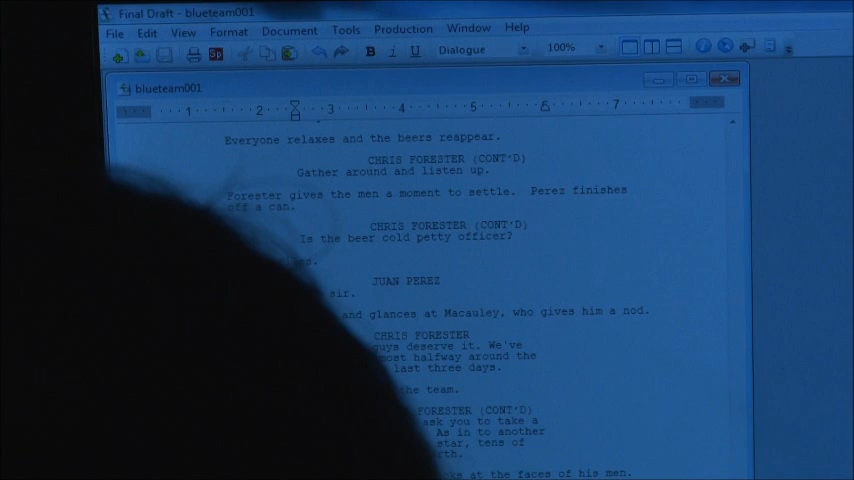 Final Draft - blueteam001
File Edit View Format Document Tools Production Window Help
Sp B i U Dialogue 100%
blueteam001
1 2 3 4 5 6 7
Everyone relaxes and the beers reappear.
CHRIS FORESTER (CONT'D)
Gather around and listen up.
Forester gives the men a moment to settle. Perez finishes
off a can.
CHRIS FORESTER (CONT'D)
Is the beer cold petty officer?
JUAN PEREZ
sir.
and glances at Macauley, who gives him a nod.
CHRIS FORESTER
guys deserve it. We've
most halfway around the
last three days.
the team.
FORESTER (CONT'D)
ask you to take a
As in to another
star, tens of
at the faces of his men.